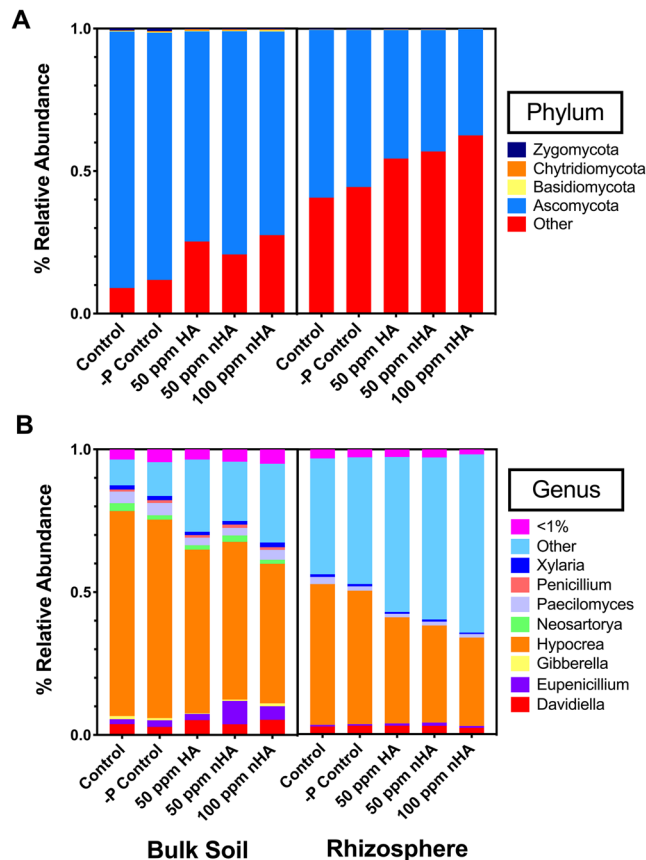 A
1.0
0.5
0.0
% Relative Abundance
Control
-P Control
50 ppm HA
50 ppm nHA
100 ppm nHA
Control
-P Control
50 ppm HA
50 ppm nHA
100 ppm nHA
Phylum
Zygomycota
Chytridiomycota
Basidiomycota
Ascomycota
Other
B
1.0
0.5
0.0
% Relative Abundance
Control
-P Control
50 ppm HA
50 ppm nHA
100 ppm nHA
Control
-P Control
50 ppm HA
50 ppm nHA
100 ppm nHA
Genus
<1%
Other
Xylaria
Penicillium
Paecilomyces
Neosartorya
Hypocrea
Gibberella
Eupenicillium
Davidiella
Bulk Soil
Rhizosphere